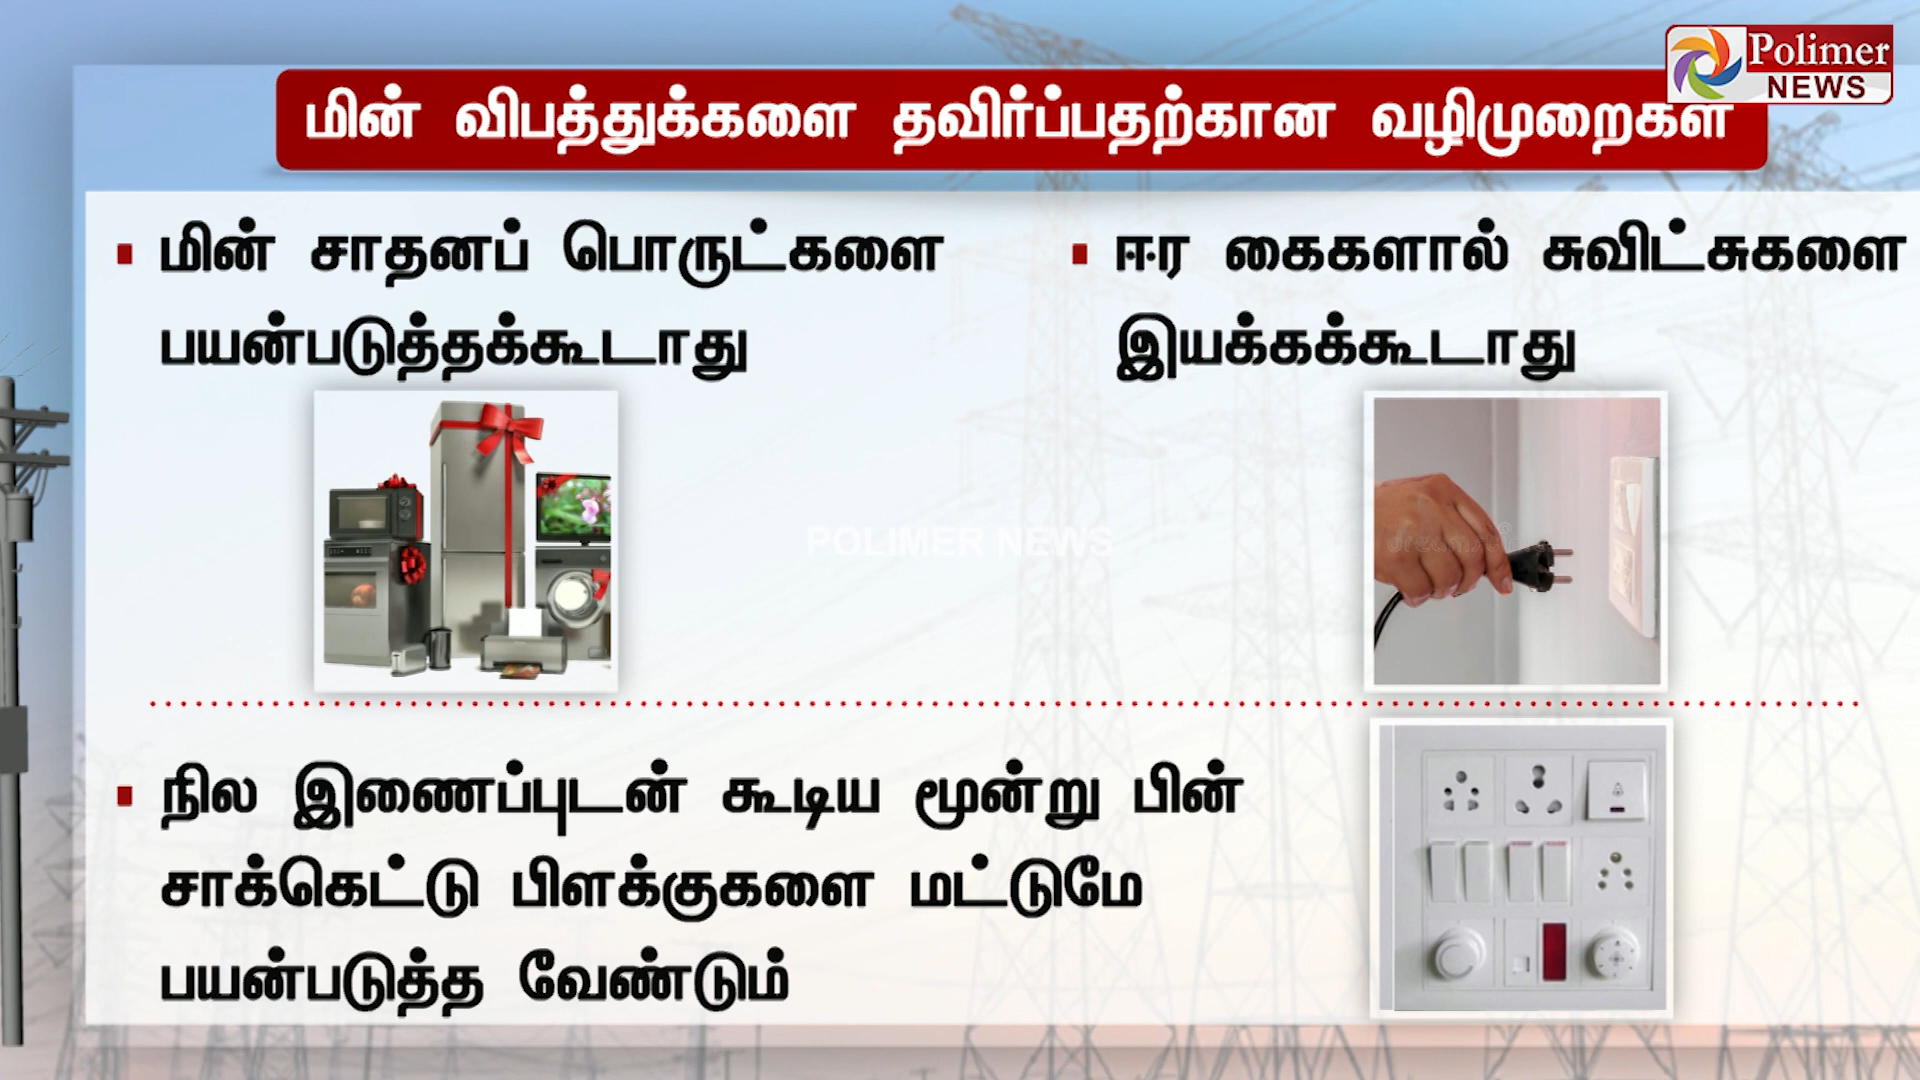 Polimer
NEWS
மின் விபத்துக்களை தவிர்ப்பதற்கான வழிமுறைகள்
மின் சாதனப் பொருட்களை
பயன்படுத்தக்கூடாது
ஈர கைகளால் சுவிட்சுகளை
இயக்கக்கூடாது
POLIMER NEWS
நில இணைப்புடன் கூடிய மூன்று பின்
சாக்கெட்டு பிளக்குகளை மட்டுமே
பயன்படுத்த வேண்டும்